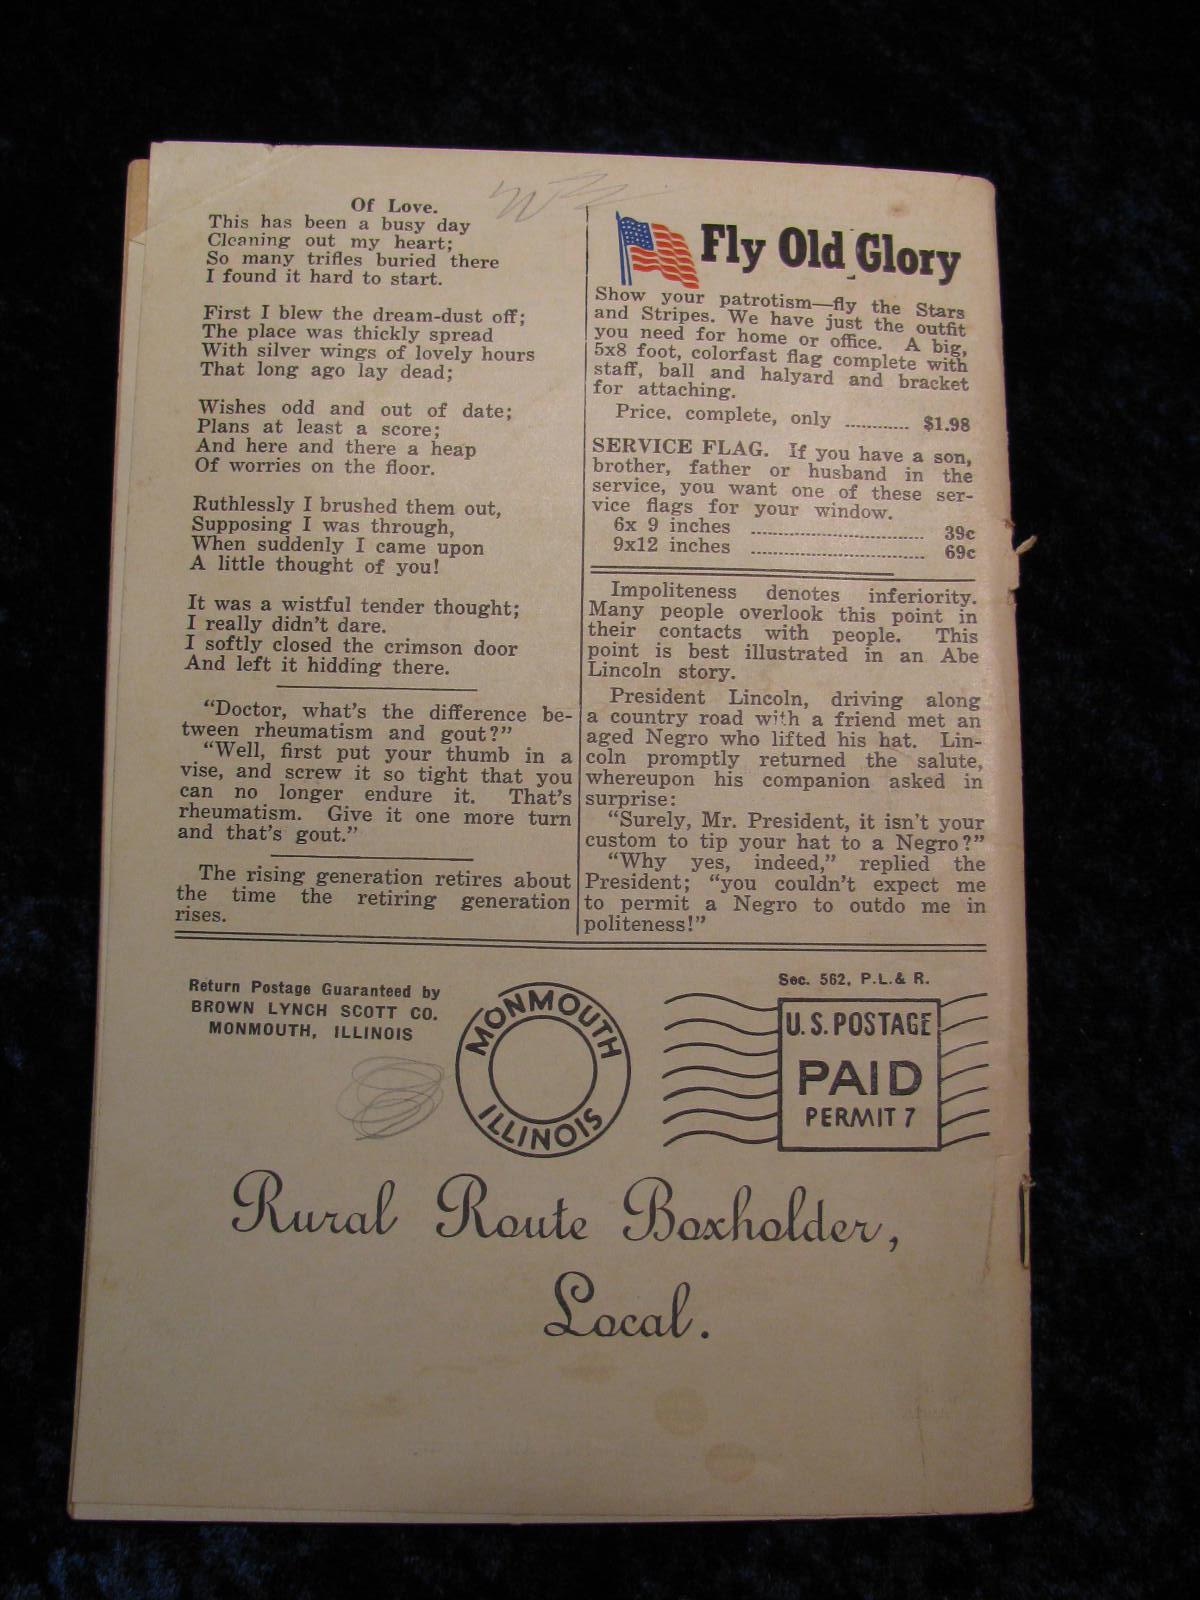 Of Love.
This has been a busy day
Cleaning out my heart;
So many trifles buried there
I found it hard to start.
First I blew the dream-dust off;
The place was thickly spread
With silver wings of lovely hours
That long ago lay dead;
Wishes odd and out of date;
Plans at least a score;
And here and there a heap
Of worries on the floor.
Ruthlessly I brushed them out,
Supposing I was through,
When suddenly I came upon
A little thought of you!
It was a wistful tender thought;
I really didn't dare.
I softly closed the crimson door
And left it hidding there.
"Doctor, what's the difference be-
tween rheumatism and gout?"
"Well, first put your thumb in a
vise, and screw it so tight that you
can no longer endure it. That's
rheumatism. Give it one more turn
and that's gout."
The rising generation retires about
the time the retiring generation
rises.
Fly Old Glory
Show your patrotism—fly the Stars
and Stripes. We have just the outfit
you need for home or office. A big,
5x8 foot, colorfast flag complete with
staff, ball and halyard and bracket
for attaching.
Price. complete, only ............ $1.98
SERVICE FLAG. If you have a son,
brother, father or husband in the
service, you want one of these ser-
vice flags for your window.
6x 9 inches ................................ 39c
9x12 inches ................................ 69c
Impoliteness denotes inferiority.
Many people overlook this point in
their contacts with people. This
point is best illustrated in an Abe
Lincoln story.
President Lincoln, driving along
a country road with a friend met an
aged Negro who lifted his hat. Lin-
coln promptly returned the salute,
whereupon his companion asked in
surprise:
"Surely, Mr. President, it isn't your
custom to tip your hat to a Negro?"
"Why yes, indeed," replied the
President; "you couldn't expect me
to permit a Negro to outdo me in
politeness!"
Return Postage Guaranteed by
BROWN LYNCH SCOTT CO.
MONMOUTH, ILLINOIS
MONMOUTH
ILLINOIS
Sec. 562, P.L.& R.
U.S. POSTAGE
PAID
PERMIT 7
Rural Route Boxholder,
Local.